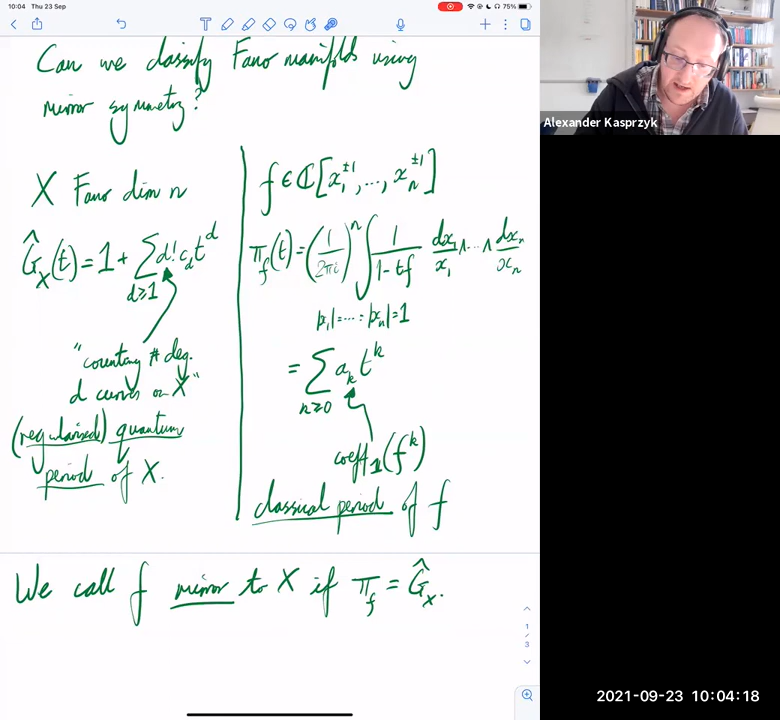 10:04 Thu 23 Sep
75%
Can we classify Fano manifolds using
mirror symmetry?
X Fano dim n
Ĝ_X(t) = 1 + Σ_{d≥1} d! c_d t^d
"counting # deg.
d curves on X"
(regularised) quantum
period of X.
f ∈ ℂ[x_1^{±1}, ..., x_n^{±1}]
π_f(t) = (1/2πi)^n ∫ 1/(1-tf) dx_1/x_1 ∧ ... ∧ dx_n/x_n
|x_1| = ... = |x_n| = 1
= Σ_{k≥0} a_k t^k
coeff_1(f^k)
classical period of f
We call f mirror to X if π_f = Ĝ_X.
Alexander Kasprzyk
1
/
3
2021-09-23 10:04:18